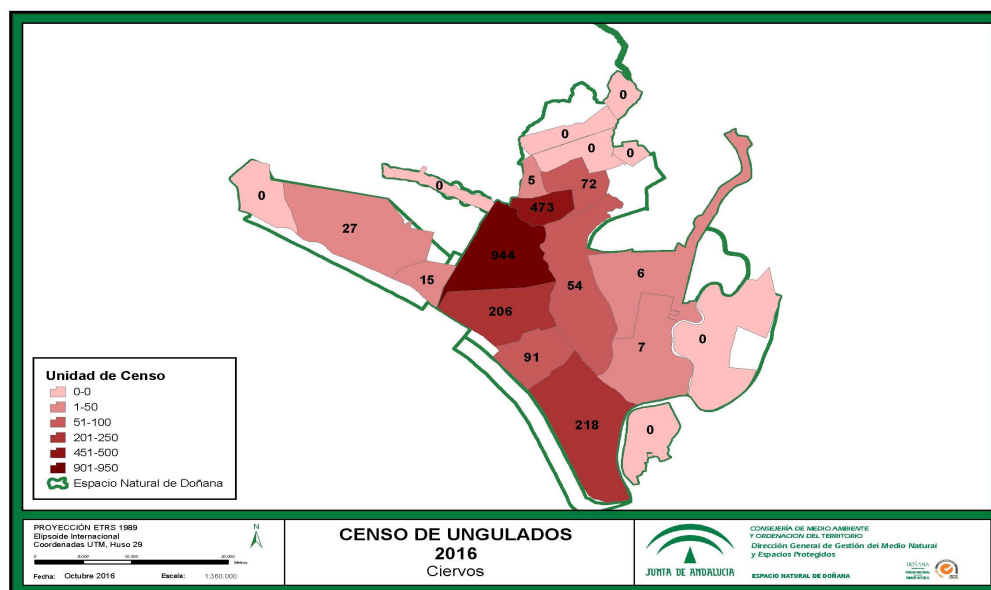 0
0
0
0
5
72
0
0
473
27
944
15
54
6
206
0
7
91
218
0
Unidad de Censo
0-0
1-50
51-100
201-250
451-500
901-950
Espacio Natural de Doñana
PROYECCIÓN ETRS 1989
Elipsoide Internacional
Coordenadas UTM, Huso 29
N
Fecha: Octubre 2016 Escala: 1:360.000
CENSO DE UNGULADOS
2016
Ciervos
JUNTA DE ANDALUCIA
CONSEJERÍA DE MEDIO AMBIENTE
Y ORDENACION DEL TERRITORIO
Dirección General de Gestión del Medio Natural
y Espacios Protegidos
ESPACIO NATURAL DE DOÑANA
DOÑANA